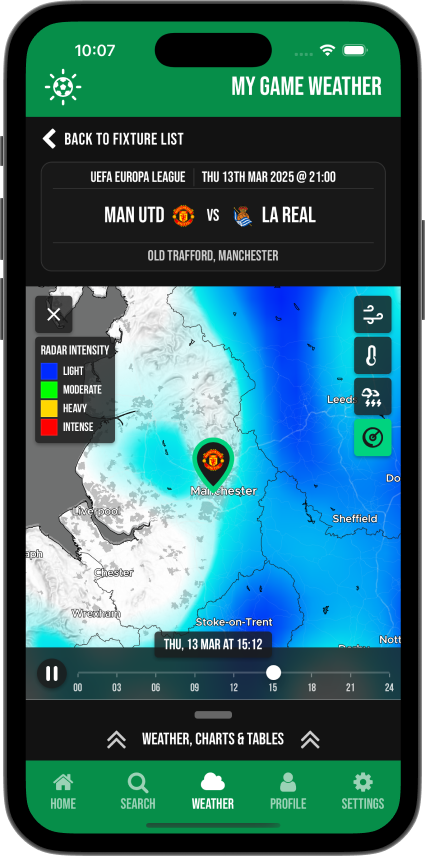 10:07
MY GAME WEATHER
BACK TO FIXTURE LIST
UEFA EUROPA LEAGUE | THU 13TH MAR 2025 @ 21:00
MAN UTD VS LA REAL
OLD TRAFFORD, MANCHESTER
RADAR INTENSITY
LIGHT
MODERATE
HEAVY
INTENSE
Leeds
Manchester
Do
Liverpool
Sheffield
aph
Chester
Wrexham
Stoke-on-Trent
Nott
THU, 13 MAR AT 15:12
00 03 06 09 12 15 18 21 24
WEATHER, CHARTS & TABLES
HOME SEARCH WEATHER PROFILE SETTINGS